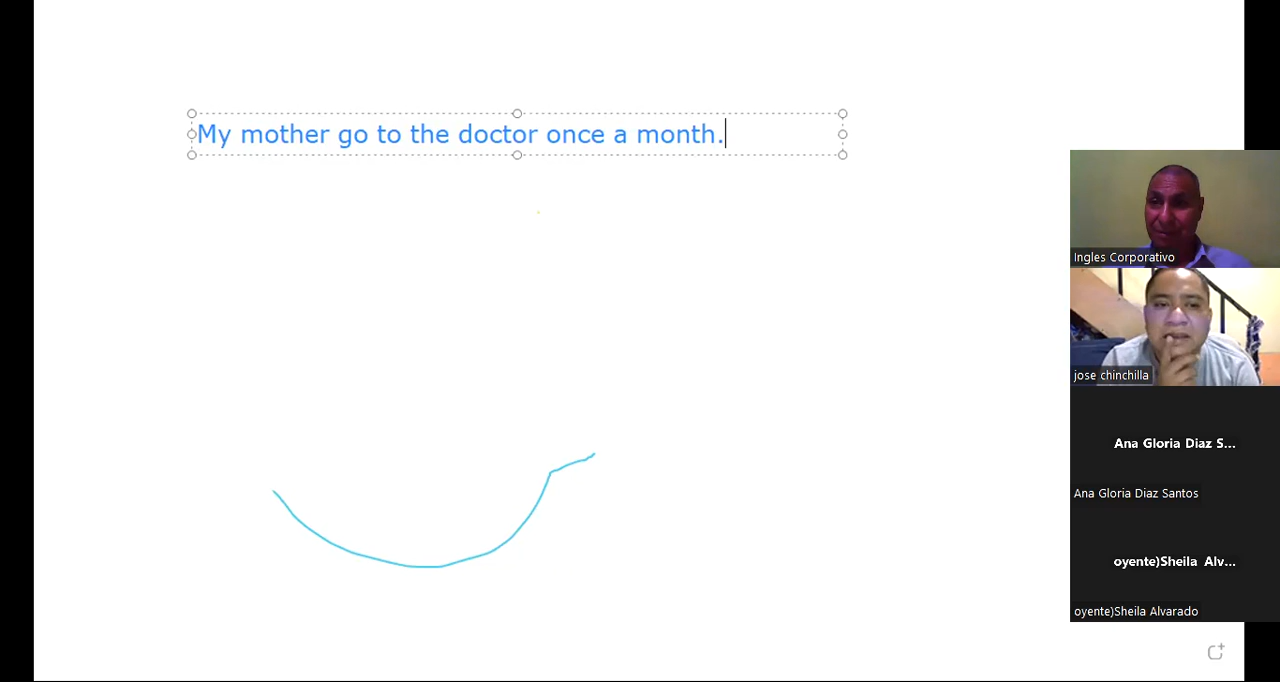 My mother go to the doctor once a month.
Ingles Corporativo
jose chinchilla
Ana Gloria Diaz S...
Ana Gloria Diaz Santos
oyente)Sheila Alv...
oyente)Sheila Alvarado